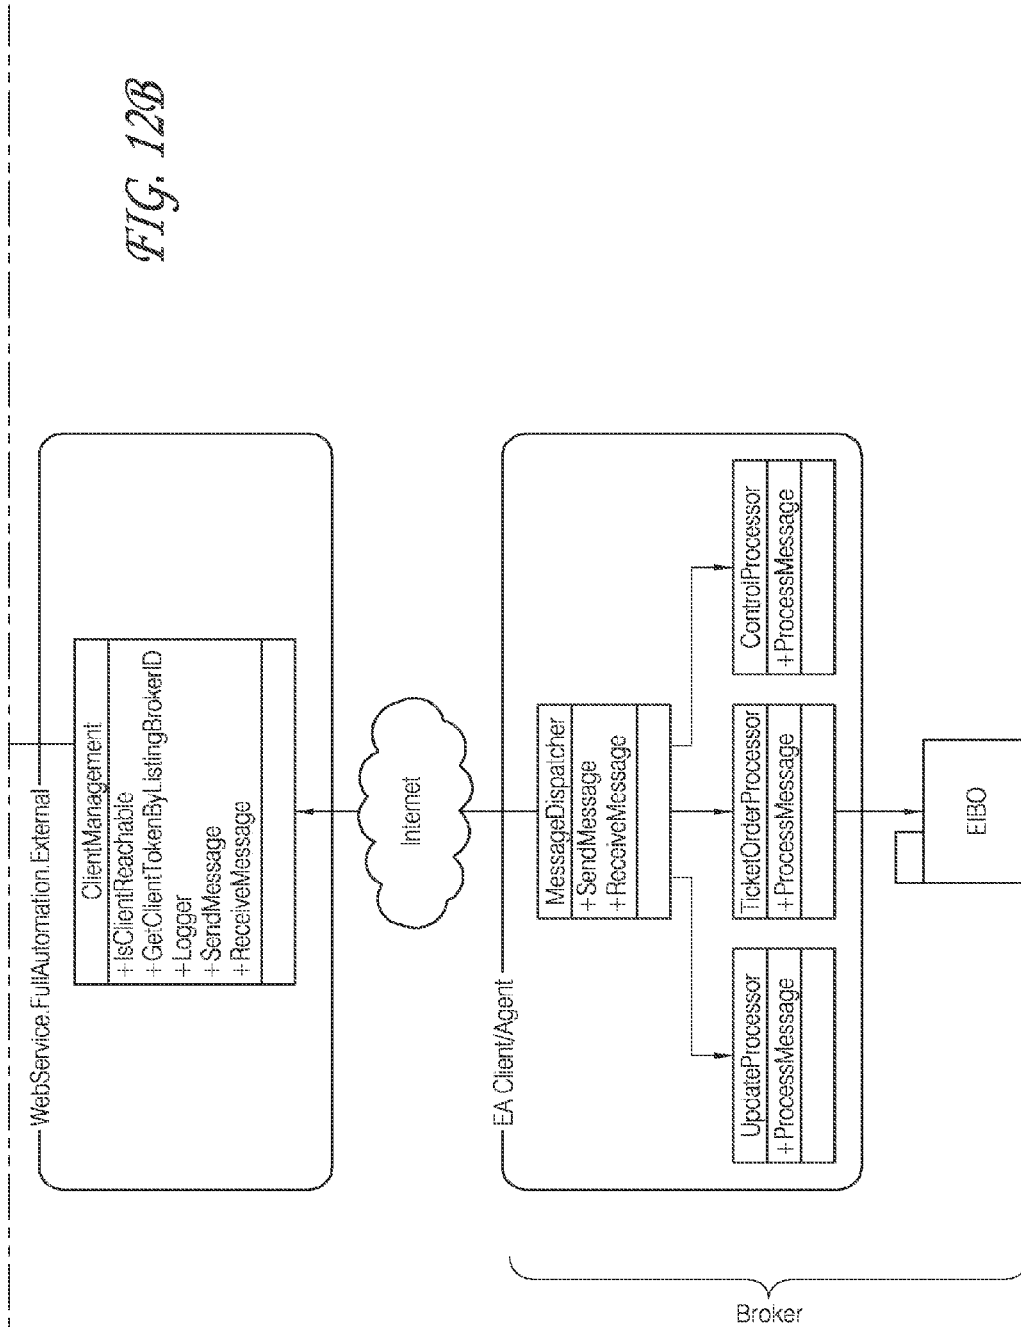 FIG. 12B
WebService.FullAutomation.External
ClientManagement
+IsClientReachable
+GetClientTokenByListingBrokerID
+Logger
+SendMessage
+ReceiveMessage
Internet
EA Client/Agent
MessageDispatcher
+SendMessage
+ReceiveMessage
UpdateProcessor
+ProcessMessage
TicketOrderProcessor
+ProcessMessage
ControlProcessor
+ProcessMessage
EIBO
Broker